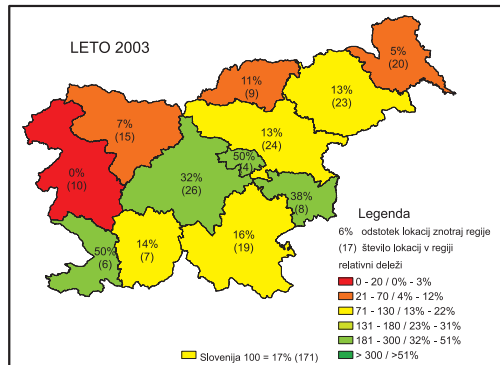 LETO 2003
5%
(20)
11%
(9)
13%
(23)
7%
(15)
13%
(24)
50%
(4)
0%
(10)
32%
(26)
38%
(8)
50%
(6)
14%
(7)
16%
(19)
Legenda
6% odstotek lokacij znotraj regije
(17) število lokacij v regiji
relativni deleži
0 - 20 / 0% - 3%
21 - 70 / 4% - 12%
71 - 130 / 13% - 22%
131 - 180 / 23% - 31%
181 - 300 / 32% - 51%
> 300 / >51%
Slovenija 100 = 17% (171)